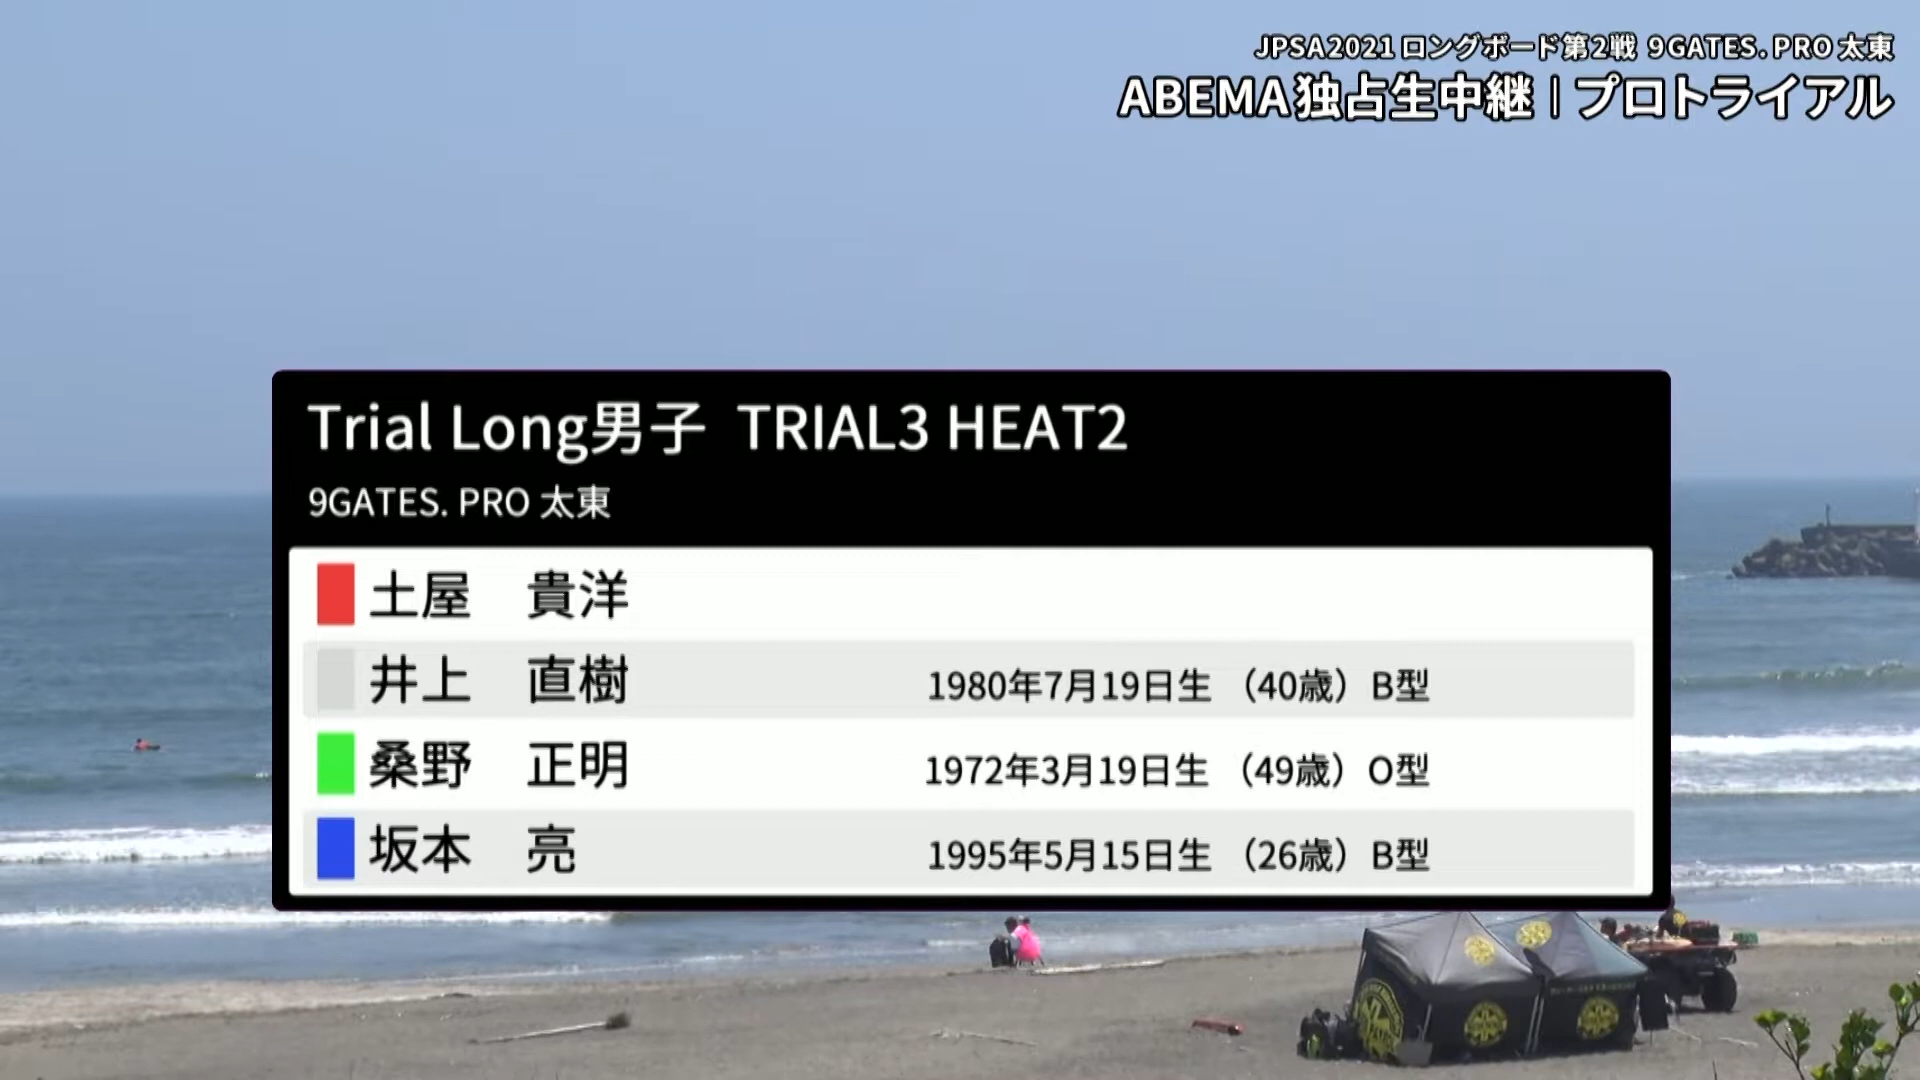 JPSA2021 ロングボード第2戦 9GATES. PRO 太東
ABEMA独占生中継｜プロトライアル
Trial Long男子 TRIAL3 HEAT2
9GATES. PRO 太東
土屋　貴洋
井上　直樹 1980年7月19日生 （40歳）B型
桑野　正明 1972年3月19日生 （49歳）O型
坂本　亮 1995年5月15日生 （26歳）B型